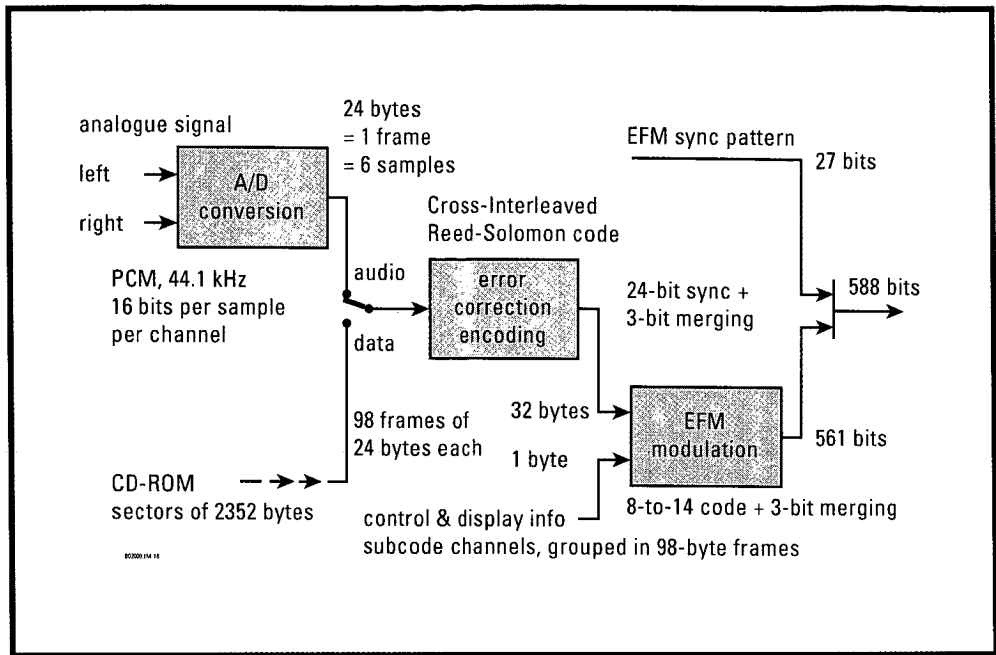 analogue signal
left
right
A/D
conversion
24 bytes
= 1 frame
= 6 samples
PCM, 44.1 kHz
16 bits per sample
per channel
audio
data
Cross-Interleaved
Reed-Solomon code
error
correction
encoding
EFM sync pattern
27 bits
24-bit sync +
3-bit merging
588 bits
98 frames of
24 bytes each
32 bytes
1 byte
EFM
modulation
561 bits
8-to-14 code + 3-bit merging
CD-ROM
sectors of 2352 bytes
control & display info
subcode channels, grouped in 98-byte frames